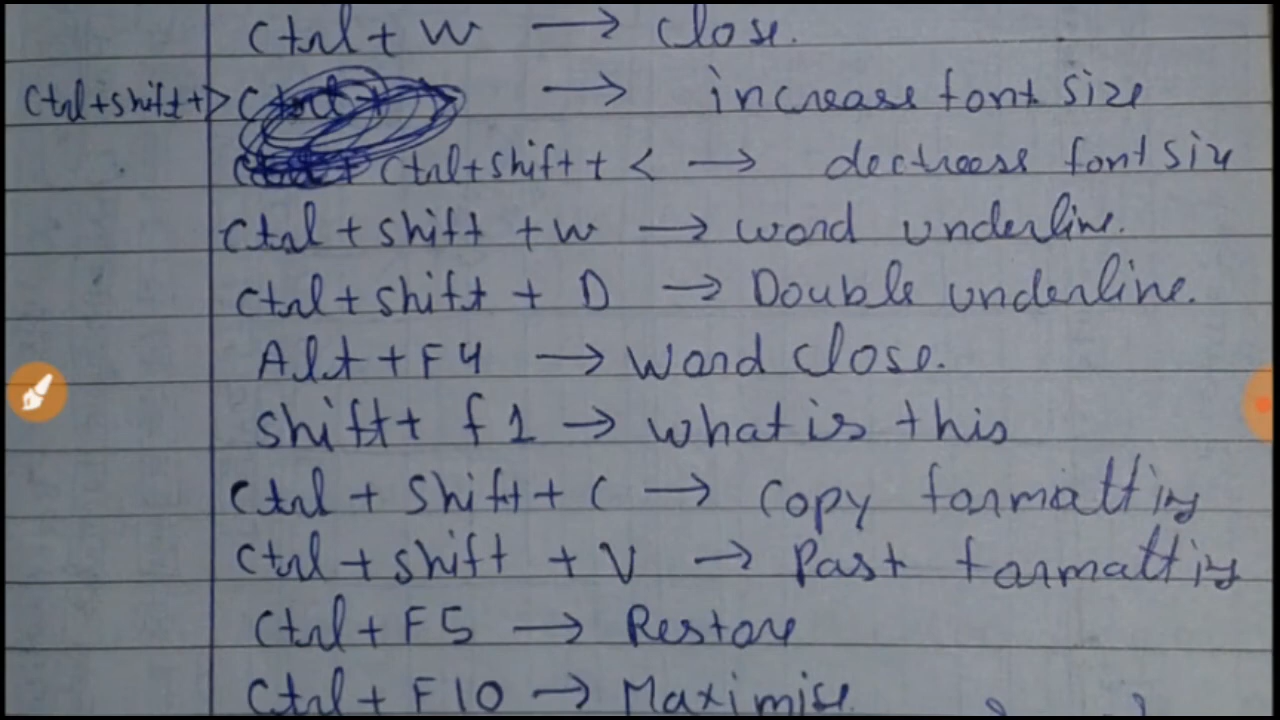 Ctrl + W → Close.
Ctrl+shift+> → increase font size
Ctrl+shift+ < → dectreese font siz
Ctrl + shift + w → word underline.
Ctrl + shift + D → Double underline.
Alt + F4 → Word Close.
Shift+ f1 → what is this
Ctrl + Shift + C → Copy formatting
Ctrl + shift + V → Past formatting
Ctrl + F5 → Restore
Ctrl + F10 → Maximise